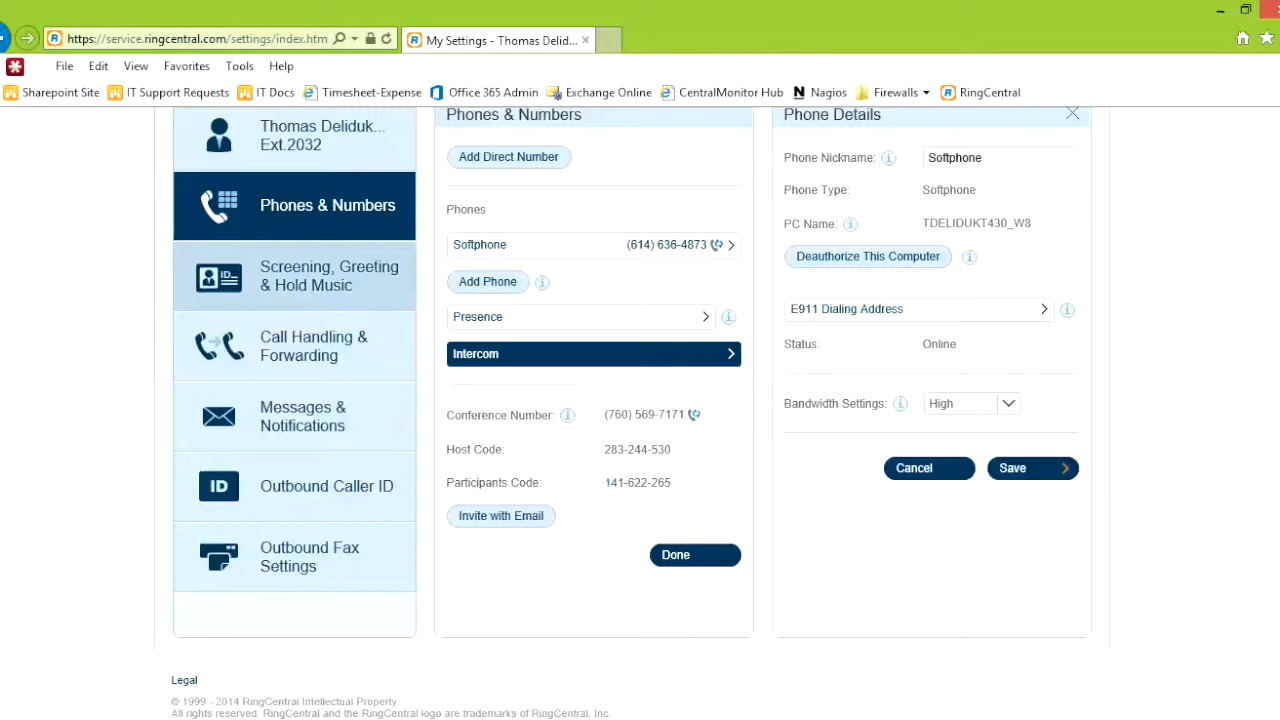 https://service.ringcentral.com/settings/index.htm
My Settings - Thomas Delid...
File Edit View Favorites Tools Help
Sharepoint Site IT Support Requests IT Docs Timesheet-Expense Office 365 Admin Exchange Online CentralMonitor Hub Nagios Firewalls RingCentral
Thomas Deliduk...
Ext.2032
Phones & Numbers
Screening, Greeting
& Hold Music
Call Handling &
Forwarding
Messages &
Notifications
Outbound Caller ID
Outbound Fax
Settings
Phones & Numbers
Add Direct Number
Phones
Softphone (614) 636-4873
Add Phone
Presence
Intercom
Conference Number: (760) 569-7171
Host Code: 283-244-530
Participants Code: 141-622-265
Invite with Email
Done
Phone Details
Phone Nickname: Softphone
Phone Type: Softphone
PC Name: TDELIDUKT430_W8
Deauthorize This Computer
E911 Dialing Address
Status: Online
Bandwidth Settings: High
Cancel Save
Legal
© 1999 - 2014 RingCentral Intellectual Property
All rights reserved. RingCentral and the RingCentral logo are trademarks of RingCentral, Inc.